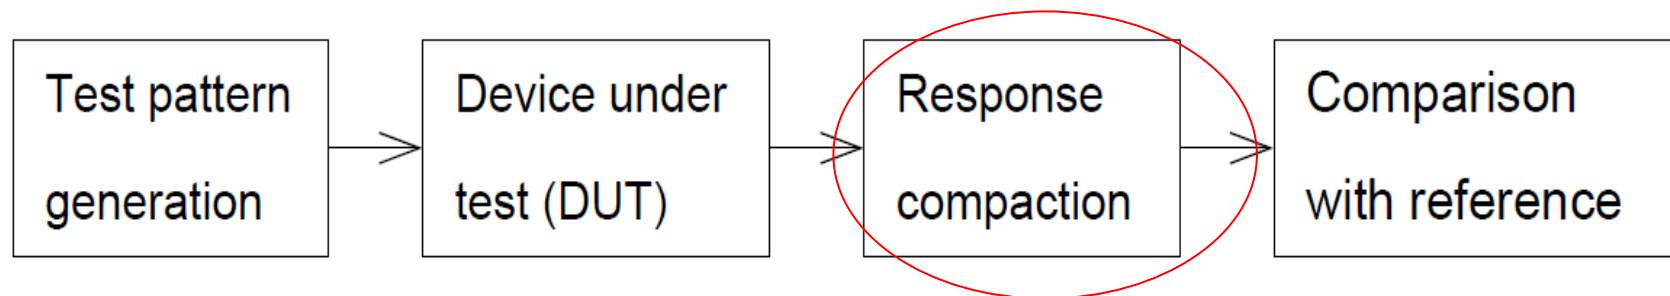 Test pattern
generation
Device under
test (DUT)
Response
compaction
Comparison
with reference